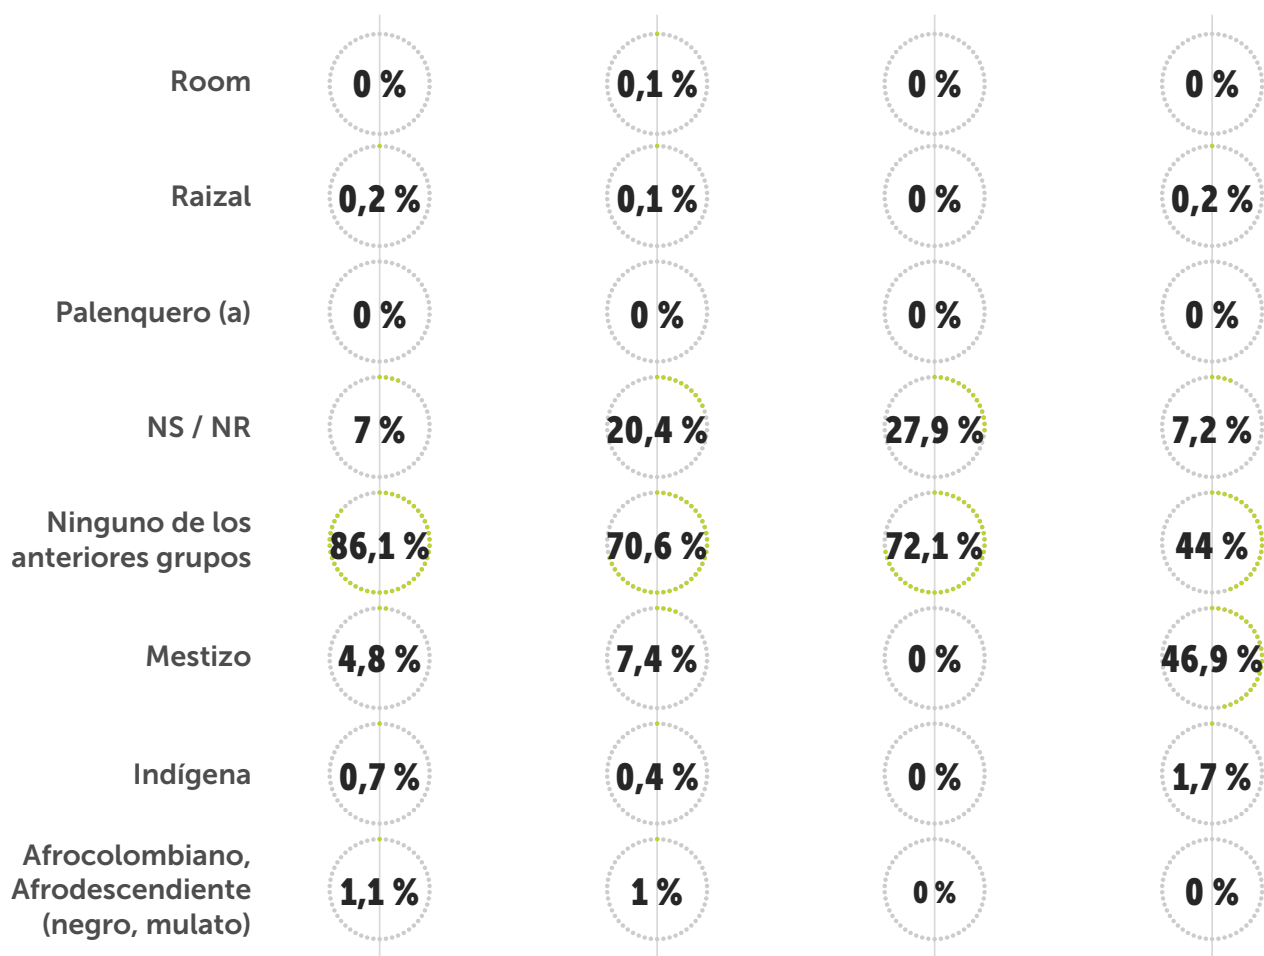 Room 0 % 0,1 % 0 % 0 %
Raizal 0,2 % 0,1 % 0 % 0,2 %
Palenquero (a) 0 % 0 % 0 % 0 %
NS / NR 7 % 20,4 % 27,9 % 7,2 %
Ninguno de los
anteriores grupos 86,1 % 70,6 % 72,1 % 44 %
Mestizo 4,8 % 7,4 % 0 % 46,9 %
Indígena 0,7 % 0,4 % 0 % 1,7 %
Afrocolombiano,
Afrodescendiente 1,1 % 1 % 0 % 0 %
(negro, mulato)